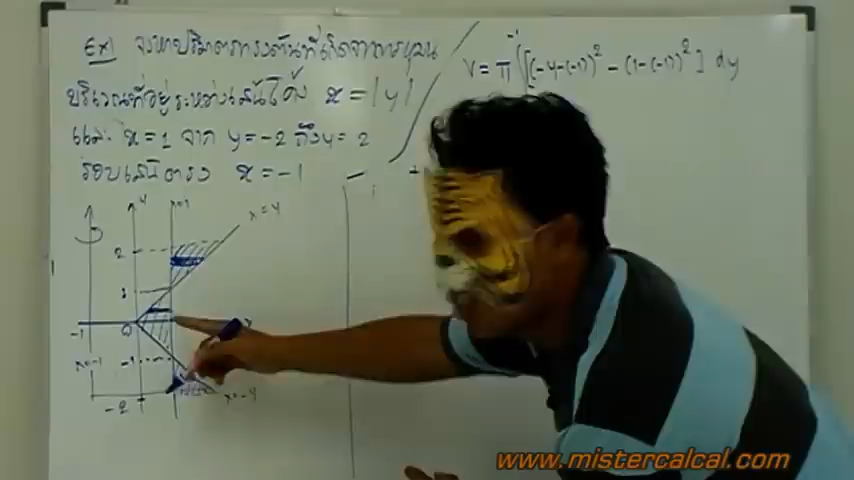 Ex1 จงหาปริมาตรทรงตันที่เกิดจากการหมุน
บริเวณที่อยู่ระหว่างเส้นโค้ง x = |y|
และ x=1 จาก y=-2 ถึง y= 2
รอบเส้นตรง x = -1
V = π ∫[(-y-(-1))² - (1-(-1))²] dy
-1
y
x=1
x=y
2
1
-1
0
x=-1
-1
-2
x=-y
www.mistercalcal.com